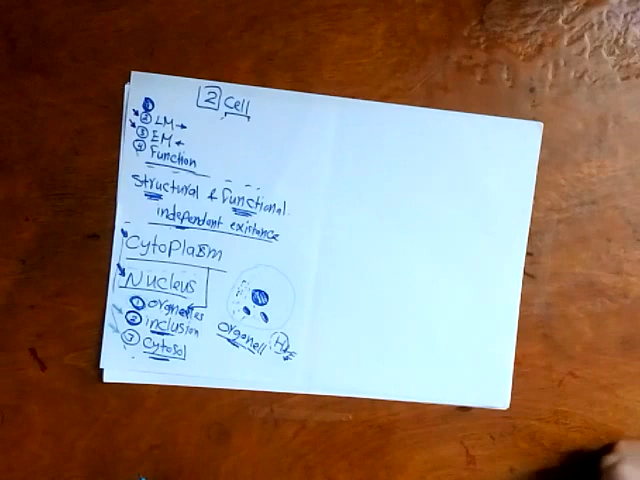 2 Cell
1
2 LM →
3 EM ←
4 Function
Structural & Functional
independent existance
Cytoplasm
Nucleus
1 organelles
2 inclusion
3 Cytosol
Organell